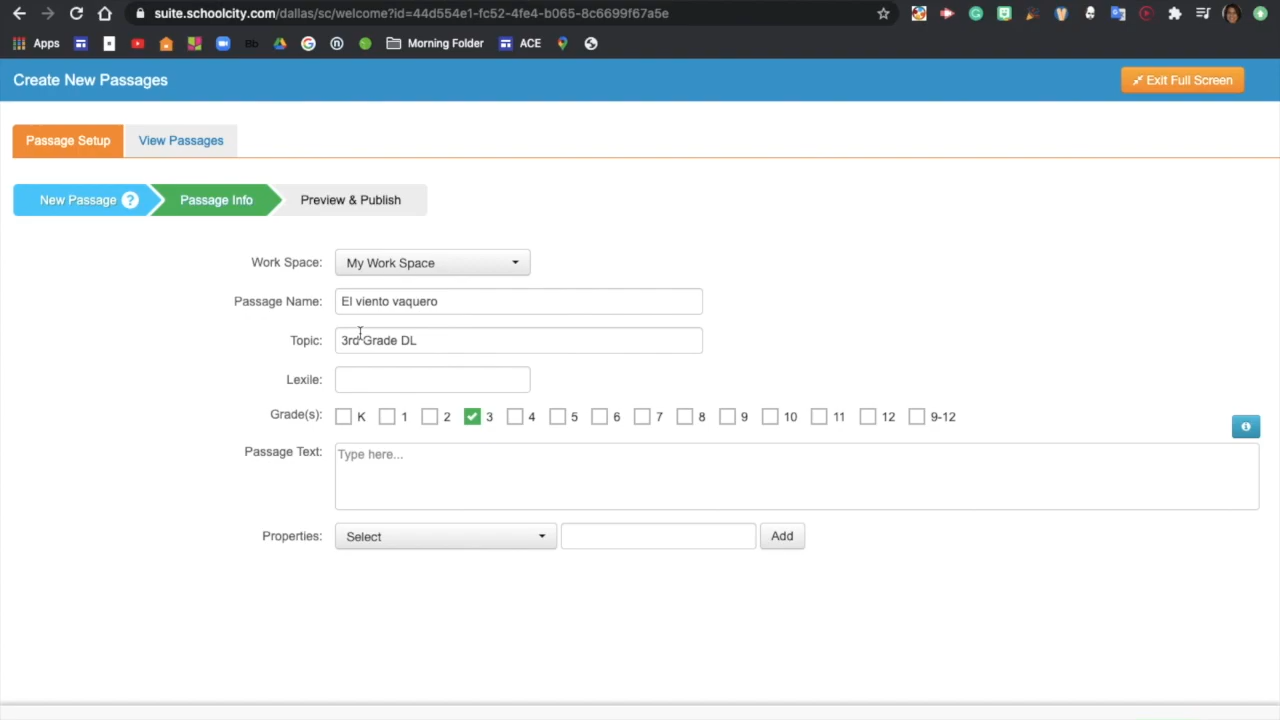 suite.schoolcity.com/dallas/sc/welcome?id=44d554e1-fc52-4fe4-b065-8c6699f67a5e
Apps Bb Morning Folder ACE
Create New Passages Exit Full Screen
Passage Setup View Passages
New Passage ? Passage Info Preview & Publish
Work Space: My Work Space
Passage Name: El viento vaquero
Topic: 3rd Grade DL
Lexile:
Grade(s): K 1 2 3 4 5 6 7 8 9 10 11 12 9-12
Passage Text: Type here...
Properties: Select Add